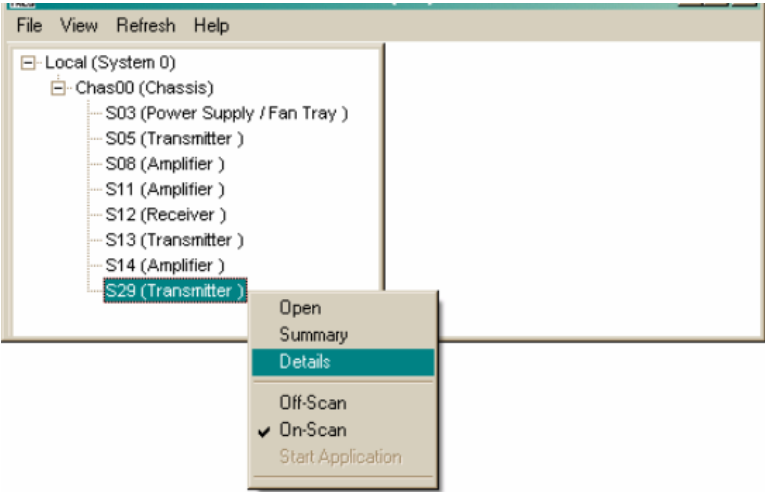 File View Refresh Help
Local (System 0)
Chas00 (Chassis)
S03 (Power Supply / Fan Tray )
S05 (Transmitter )
S08 (Amplifier )
S11 (Amplifier )
S12 (Receiver )
S13 (Transmitter )
S14 (Amplifier )
S29 (Transmitter )
Open
Summary
Details
Off-Scan
On-Scan
Start Application